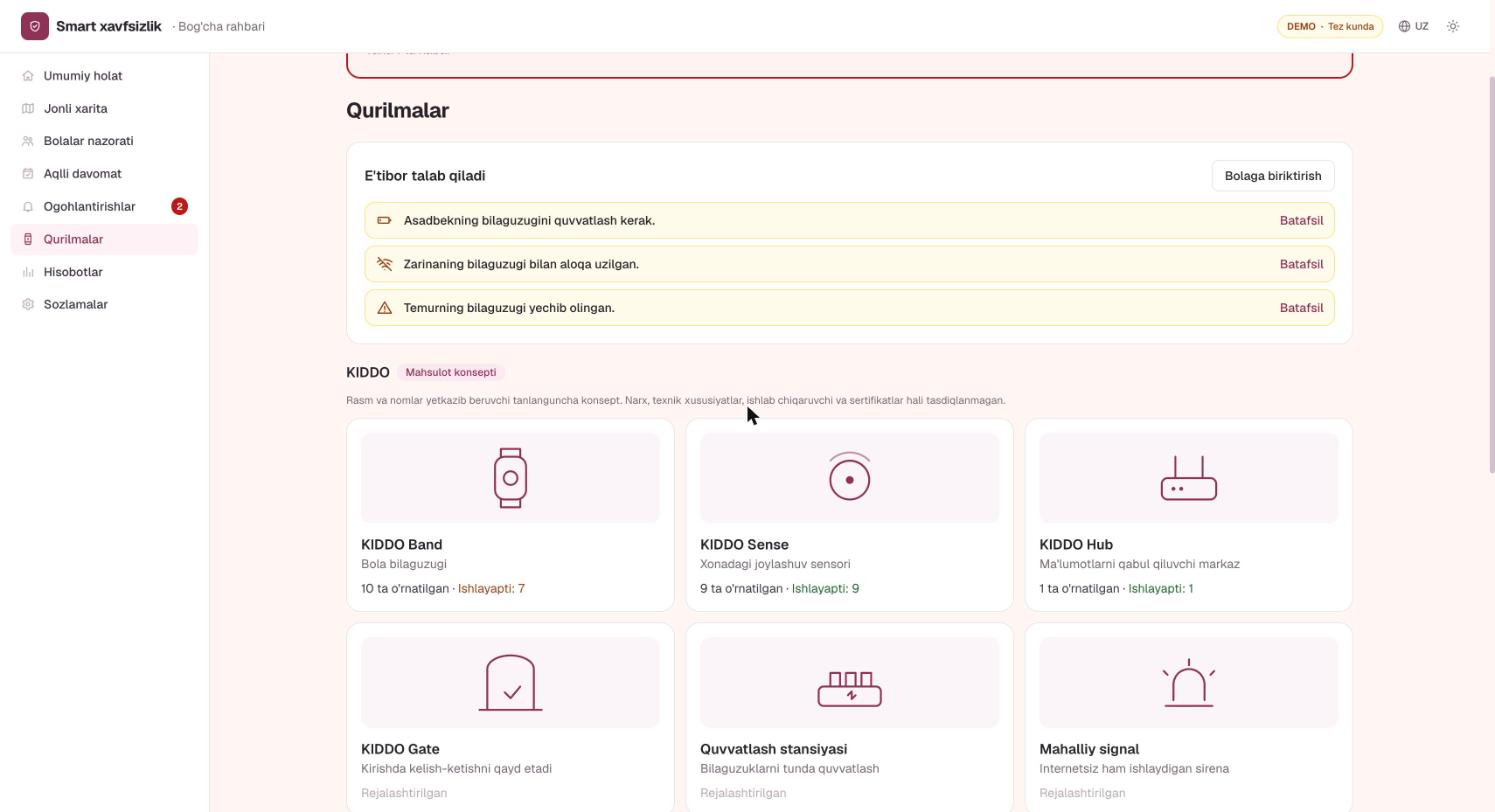 Smart xavfsizlik · Bog'cha rahbari
DEMO · Tez kunda
UZ
Umumiy holat
Jonli xarita
Bolalar nazorati
Aqlli davomat
Ogohlantirishlar 2
Qurilmalar
Hisobotlar
Sozlamalar
Qurilmalar
E'tibor talab qiladi
Bolaga biriktirish
Asadbekning bilaguzugini quvvatlash kerak. Batafsil
Zarinaning bilaguzugi bilan aloqa uzilgan. Batafsil
Temurning bilaguzugi yechib olingan. Batafsil
KIDDO Mahsulot konsepti
Rasm va nomlar yetkazib beruvchi tanlanguncha konsept. Narx, texnik xususiyatlar, ishlab chiqaruvchi va sertifikatlar hali tasdiqlanmagan.
KIDDO Band
Bola bilaguzugi
10 ta o'rnatilgan · Ishlayapti: 7
KIDDO Sense
Xonadagi joylashuv sensori
9 ta o'rnatilgan · Ishlayapti: 9
KIDDO Hub
Ma'lumotlarni qabul qiluvchi markaz
1 ta o'rnatilgan · Ishlayapti: 1
KIDDO Gate
Kirishda kelish-ketishni qayd etadi
Rejalashtirilgan
Quvvatlash stansiyasi
Bilaguzuklarni tunda quvvatlash
Rejalashtirilgan
Mahalliy signal
Internetsiz ham ishlaydigan sirena
Rejalashtirilgan